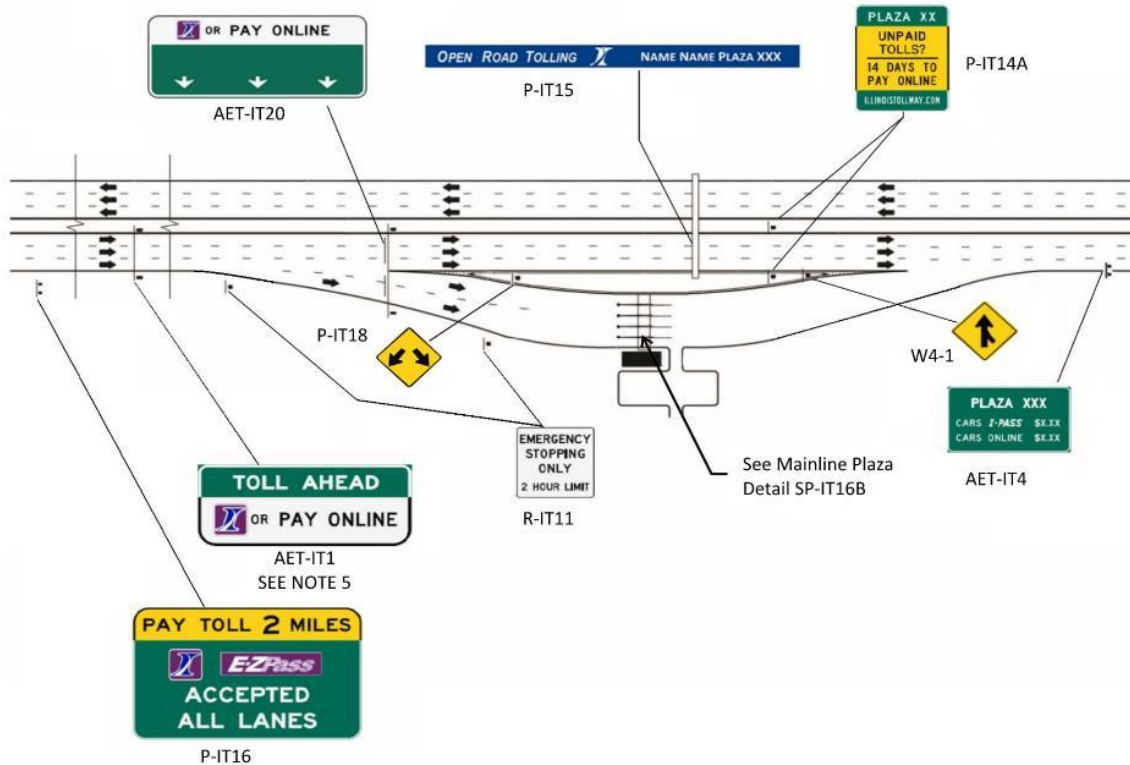 OR PAY ONLINE
AET-IT20
OPEN ROAD TOLLING NAME NAME PLAZA XXX
P-IT15
PLAZA XX
UNPAID
TOLLS?
14 DAYS TO
PAY ONLINE
ILLINOISTOLLWAY.COM
P-IT14A
P-IT18
W4-1
EMERGENCY
STOPPING
ONLY
2 HOUR LIMIT
R-IT11
See Mainline Plaza
Detail SP-IT16B
PLAZA XXX
CARS I-PASS $X.XX
CARS ONLINE $X.XX
AET-IT4
TOLL AHEAD
OR PAY ONLINE
AET-IT1
SEE NOTE 5
PAY TOLL 2 MILES
E-ZPass
ACCEPTED
ALL LANES
P-IT16